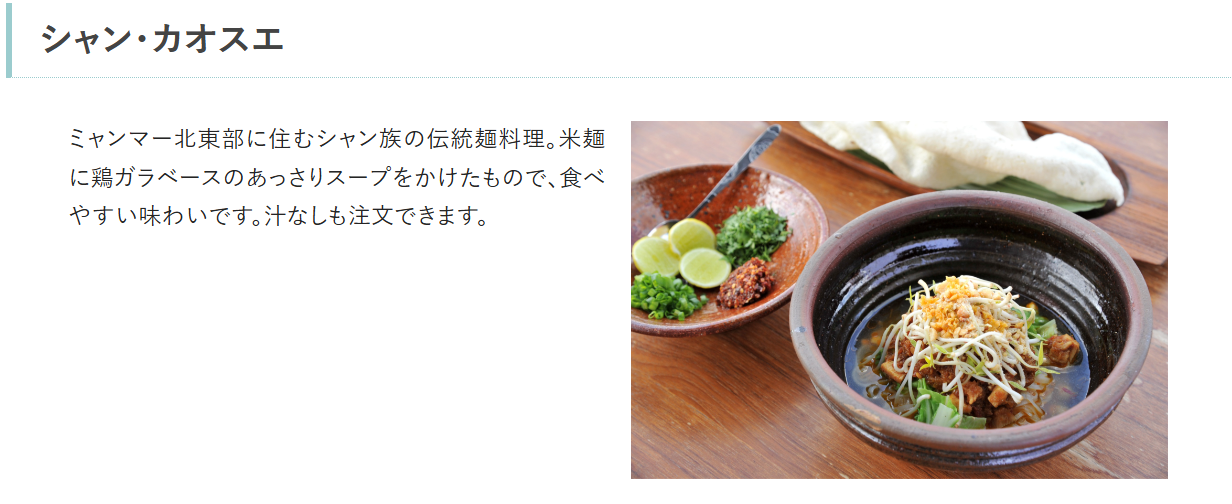 シャン・カオスエ
ミャンマー北東部に住むシャン族の伝統麺料理。米麺
に鶏ガラベースのあっさりスープをかけたもので、食べ
やすい味わいです。汁なしも注文できます。